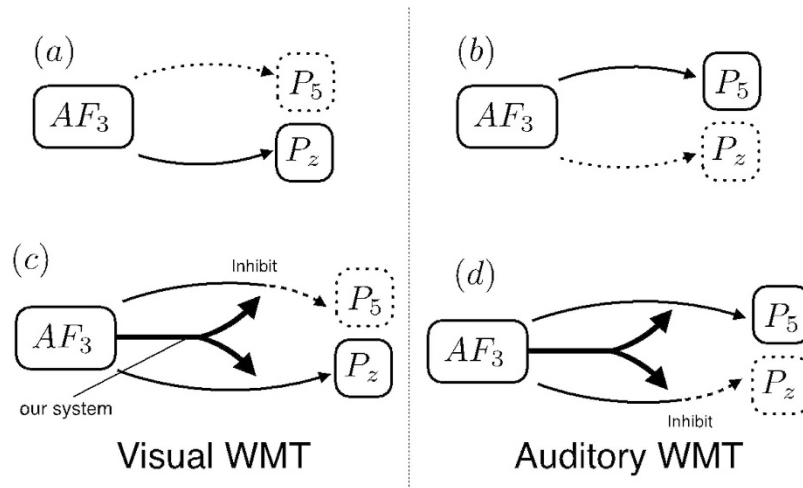 (a)
AF3
P5
Pz
(b)
AF3
P5
Pz
(c)
Inhibit
AF3
P5
Pz
our system
Visual WMT
(d)
AF3
P5
Pz
Inhibit
Auditory WMT